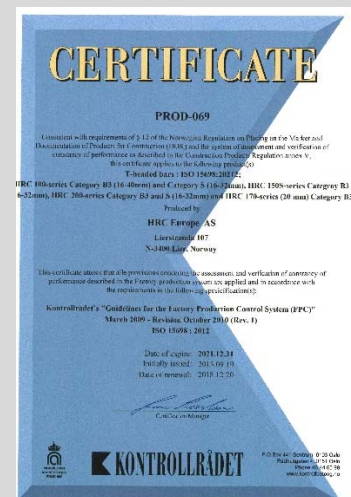 CERTIFICATE
PROD-069
Consistent with requirements of § 12 of the Norwegian Regulation on Placing on the Market and
Documentation of Products for Construction (DOK) and the system of assessment and verification of
constancy of performance as described in the Construction Products Regulation annex V,
this certificate applies to the following product(s)
T-headed bars : ISO 15698:2012;
HRC 100-series Category B3 (16-40mm) and Category S (16-32mm), HRC 150S-series Category B3
6-32mm), HRC 200-series Category B3 and S (16-32mm) and HRC 170-series (20 mm) Category B3
Produced by
HRC Europe AS
Lierstranda 107
N-3400 Lier, Norway
This certificate attests that all provisions concerning the assessment and verification of constancy of
performance described in the Factory production system are applied and in accordance with
the requirements in the following specification(s):
Kontrollrådet's "Guidelines for the Factory Production Control System (FPC)"
March 2009 - Revision October 2010 (Rev. 1)
ISO 15698 : 2012
Date of expire: 2021.12.31
Initially issued: 2013.09.19
Date of renewal: 2018.12.20
Certification Manager
KONTROLLRÅDET